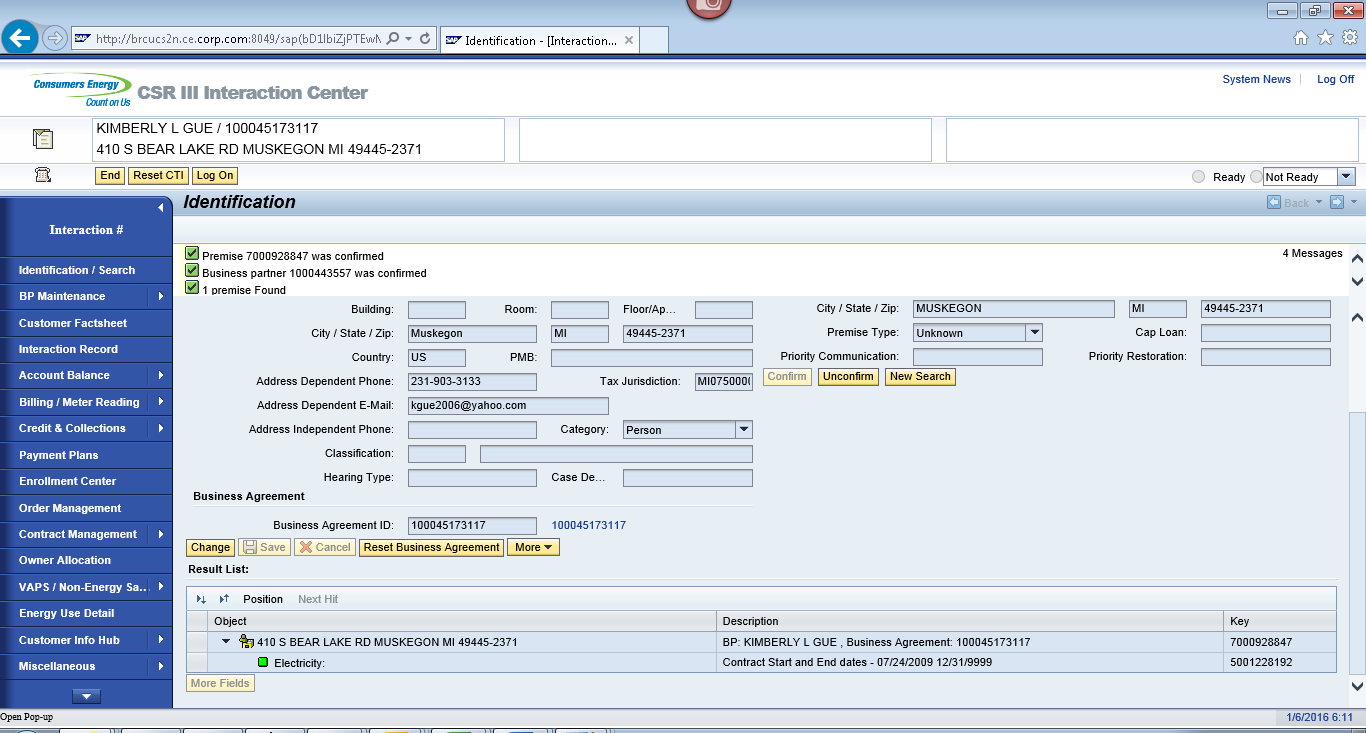 http://brcucs2n.ce.corp.com:8049/sap(bD1lbiZjPTEwM
SAP Identification - [Interaction...
System News Log Off
Consumers Energy
Count on Us
CSR III Interaction Center
KIMBERLY L GUE / 100045173117
410 S BEAR LAKE RD MUSKEGON MI 49445-2371
End Reset CTI Log On Ready Not Ready
Identification Back
Interaction #
Identification / Search
BP Maintenance
Customer Factsheet
Interaction Record
Account Balance
Billing / Meter Reading
Credit & Collections
Payment Plans
Enrollment Center
Order Management
Contract Management
Owner Allocation
VAPS / Non-Energy Sa...
Energy Use Detail
Customer Info Hub
Miscellaneous
Premise 7000928847 was confirmed 4 Messages
Business partner 1000443557 was confirmed
1 premise Found
Building: Room: Floor/Ap... City / State / Zip: MUSKEGON MI 49445-2371
City / State / Zip: Muskegon MI 49445-2371 Premise Type: Unknown Cap Loan:
Country: US PMB: Priority Communication: Priority Restoration:
Address Dependent Phone: 231-903-3133 Tax Jurisdiction: MI075000 Confirm Unconfirm New Search
Address Dependent E-Mail: kgue2006@yahoo.com
Address Independent Phone: Category: Person
Classification:
Hearing Type: Case De...
Business Agreement
Business Agreement ID: 100045173117 100045173117
Change Save Cancel Reset Business Agreement More
Result List:
Position Next Hit
Object Description Key
410 S BEAR LAKE RD MUSKEGON MI 49445-2371 BP: KIMBERLY L GUE , Business Agreement: 100045173117 7000928847
Electricity: Contract Start and End dates - 07/24/2009 12/31/9999 5001228192
More Fields
Open Pop-up 1/6/2016 6:11